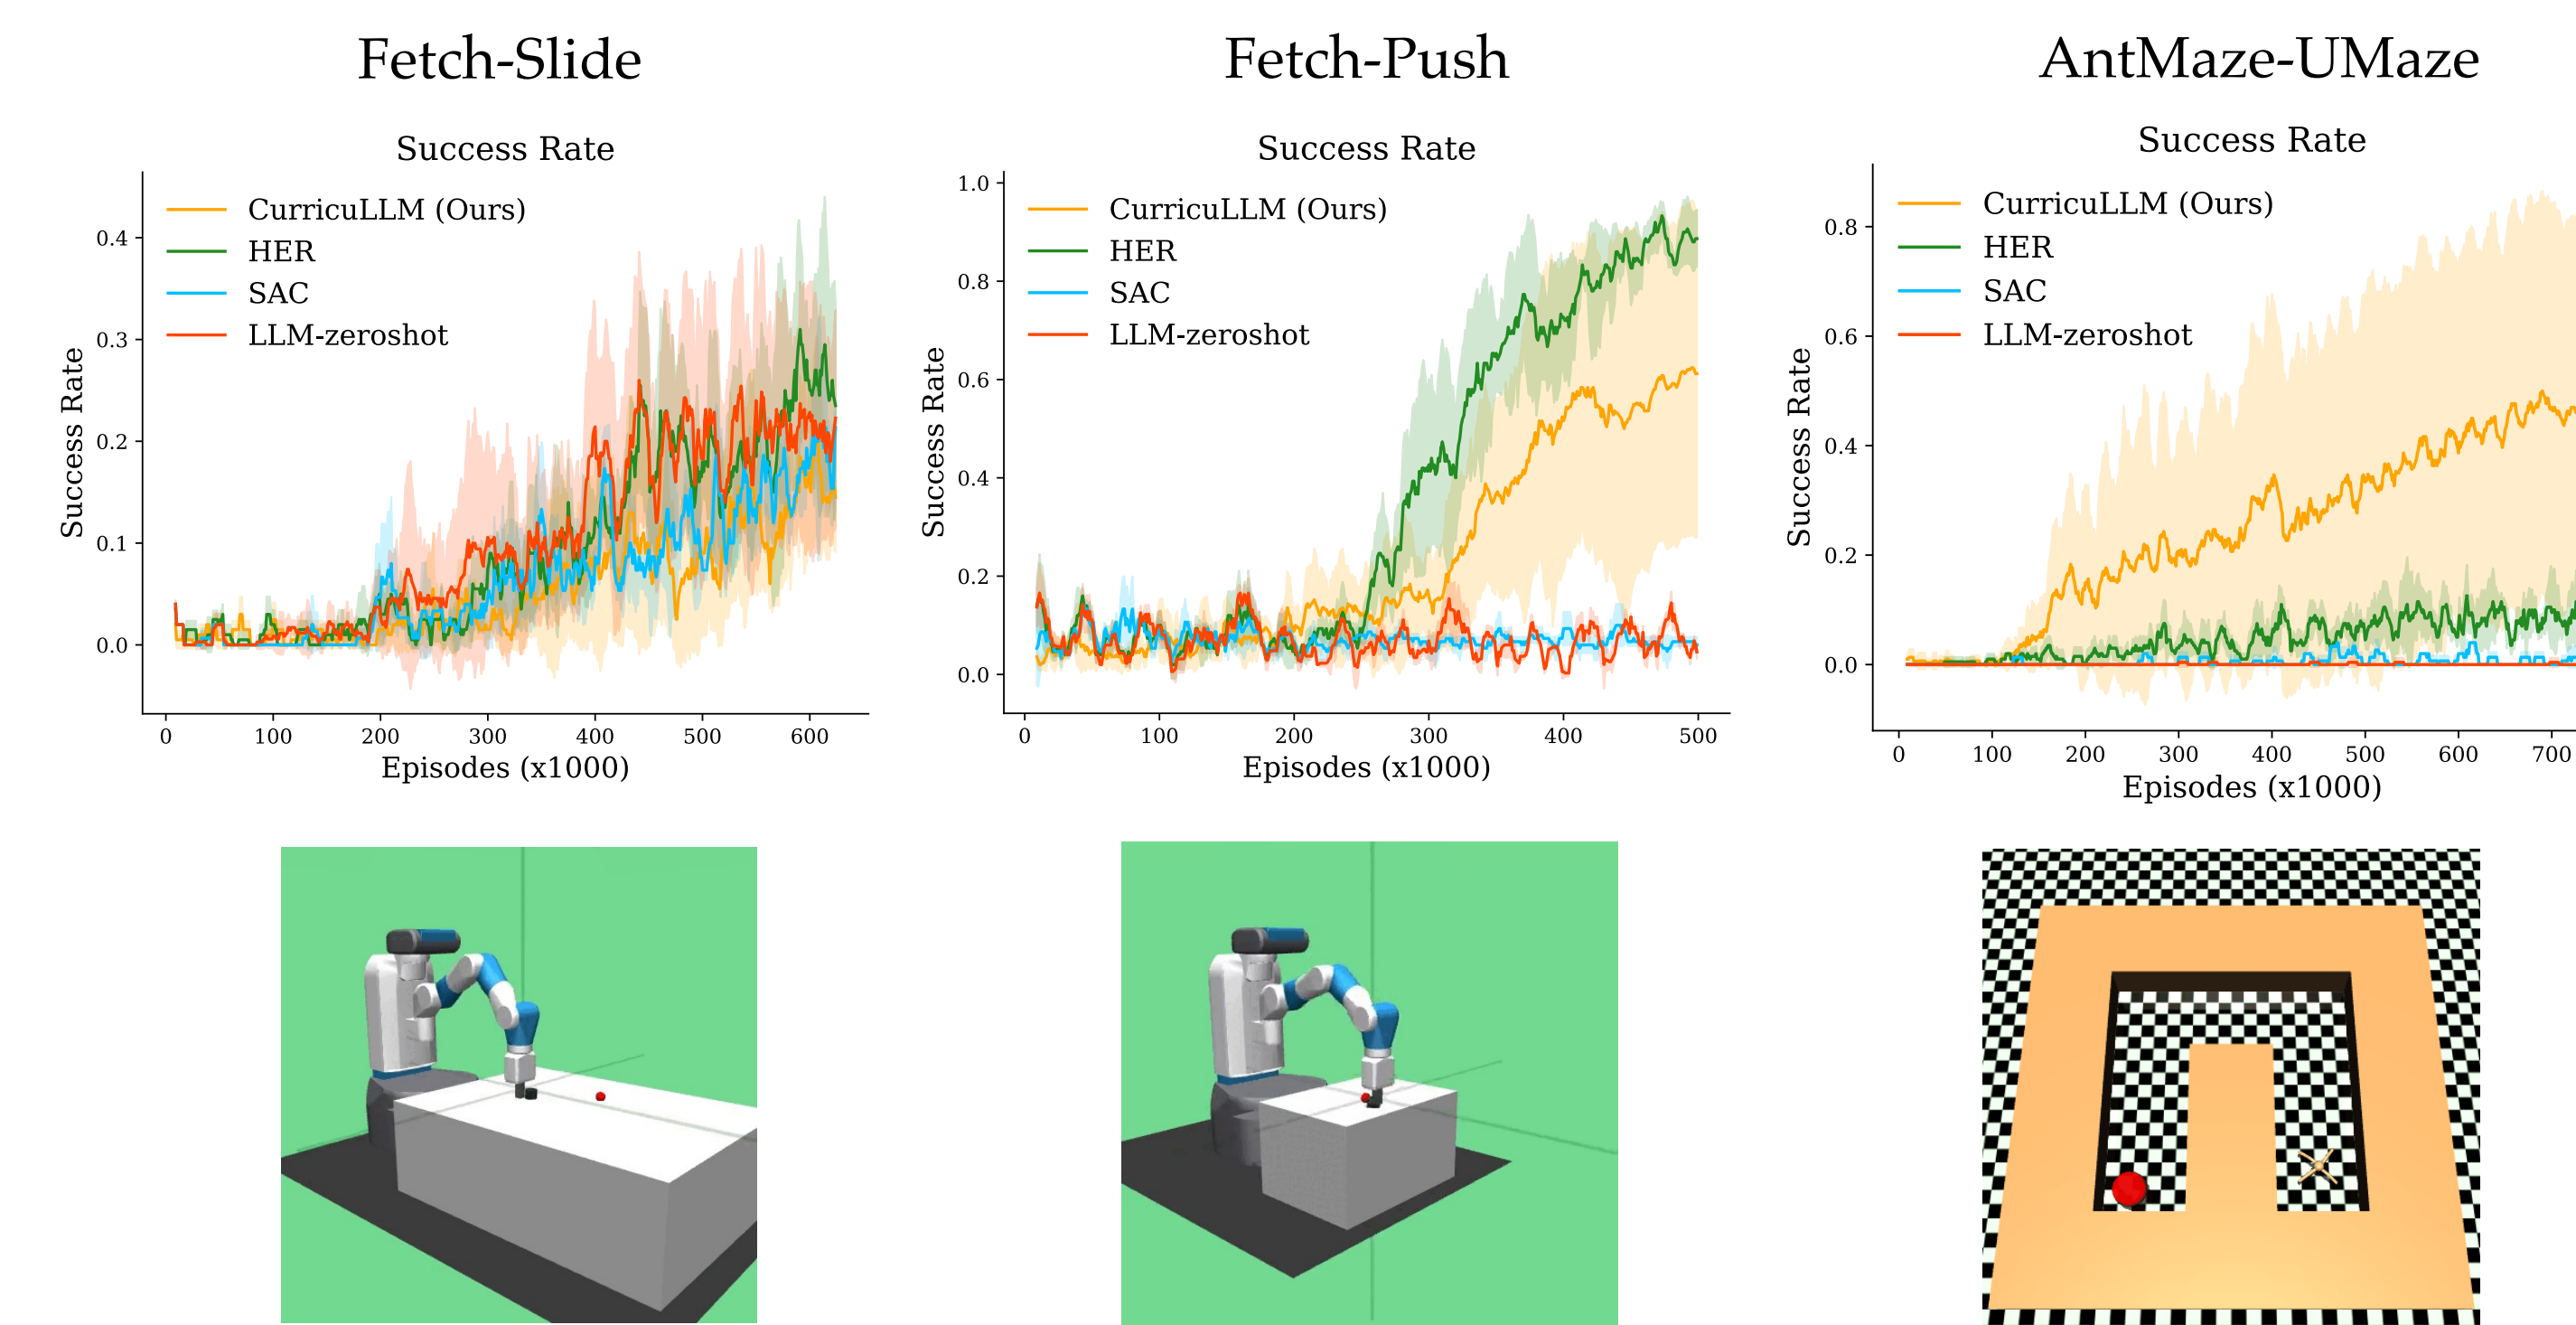 Fetch-Slide
Success Rate
CurricuLLM (Ours)
HER
SAC
LLM-zeroshot
Success Rate
0.4
0.3
0.2
0.1
0.0
0 100 200 300 400 500 600
Episodes (x1000)
Fetch-Push
Success Rate
CurricuLLM (Ours)
HER
SAC
LLM-zeroshot
Success Rate
1.0
0.8
0.6
0.4
0.2
0.0
0 100 200 300 400 500
Episodes (x1000)
AntMaze-UMaze
Success Rate
CurricuLLM (Ours)
HER
SAC
LLM-zeroshot
Success Rate
0.8
0.6
0.4
0.2
0.0
0 100 200 300 400 500 600 700
Episodes (x1000)